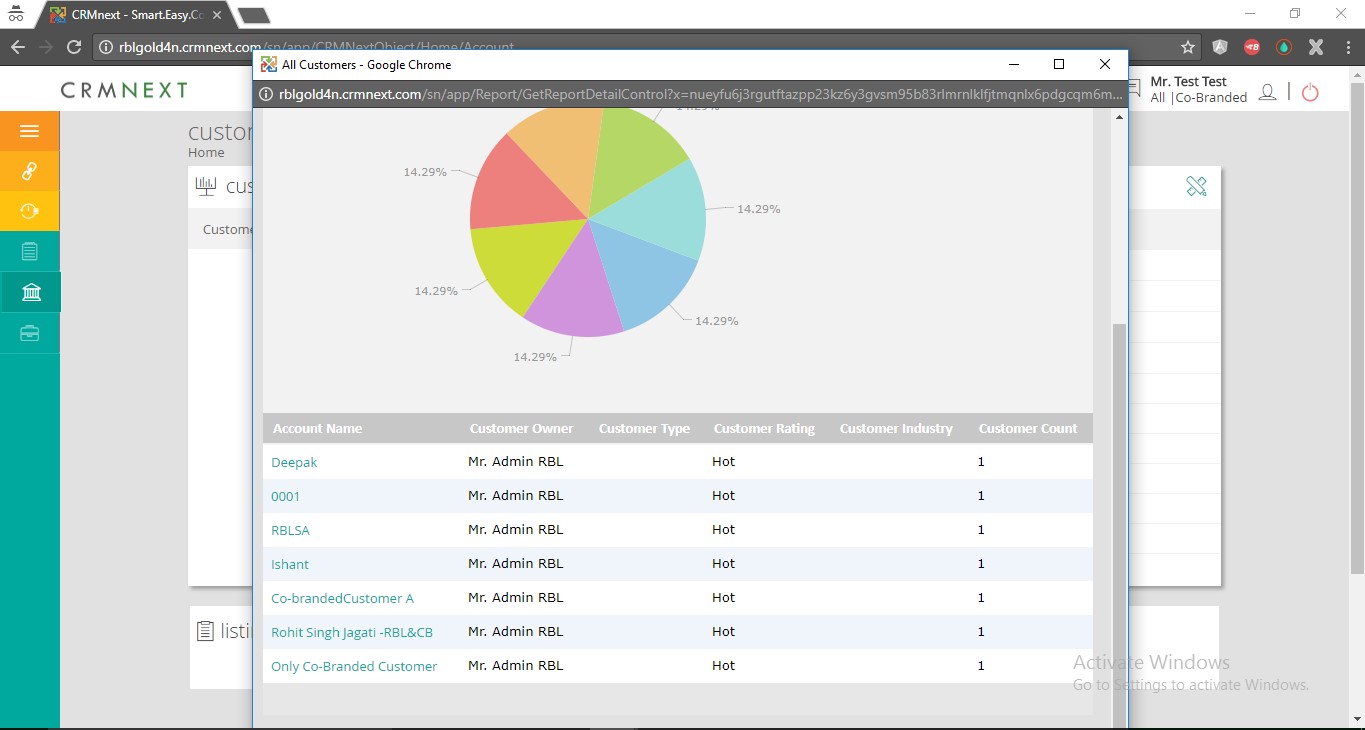 CRMnext - Smart.Easy.Co
rblgold4n.crmnext.com/sn/app/CRMNextObject/Home/Account
All Customers - Google Chrome
rblgold4n.crmnext.com/sn/app/Report/GetReportDetailControl?x=nueyfu6j3rgutftazpp23kz6y3gvsm95b83rlmrnlklfjtmqnlx6pdgcqm6m...
CRMNEXT
Mr. Test Test
All |Co-Branded
custo
Home
cus
Custome
14.29%
14.29%
14.29%
14.29%
14.29%
14.29%
Account Name Customer Owner Customer Type Customer Rating Customer Industry Customer Count
Deepak Mr. Admin RBL Hot 1
0001 Mr. Admin RBL Hot 1
RBLSA Mr. Admin RBL Hot 1
Ishant Mr. Admin RBL Hot 1
Co-brandedCustomer A Mr. Admin RBL Hot 1
Rohit Singh Jagati -RBL&CB Mr. Admin RBL Hot 1
Only Co-Branded Customer Mr. Admin RBL Hot 1
listi
Activate Windows
Go to Settings to activate Windows.